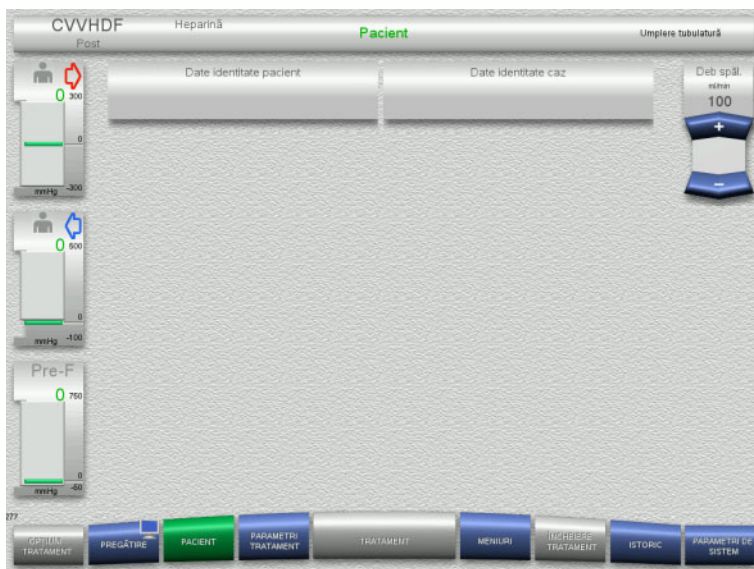 CVVHDF
Post
Heparină
Pacient
Umplere tubulatură
0
300
0
-300
mmHg
Date identitate pacient
Date identitate caz
Deb spăl.
ml/min
100
+
−
0
500
0
-100
mmHg
Pre-F
0
750
0
-50
mmHg
277
OPȚIUNI
TRATAMENT
PREGĂTIRE
PACIENT
PARAMETRI
TRATAMENT
TRATAMENT
MENIURI
ÎNCHEIERE
TRATAMENT
ISTORIC
PARAMETRI DE
SISTEM